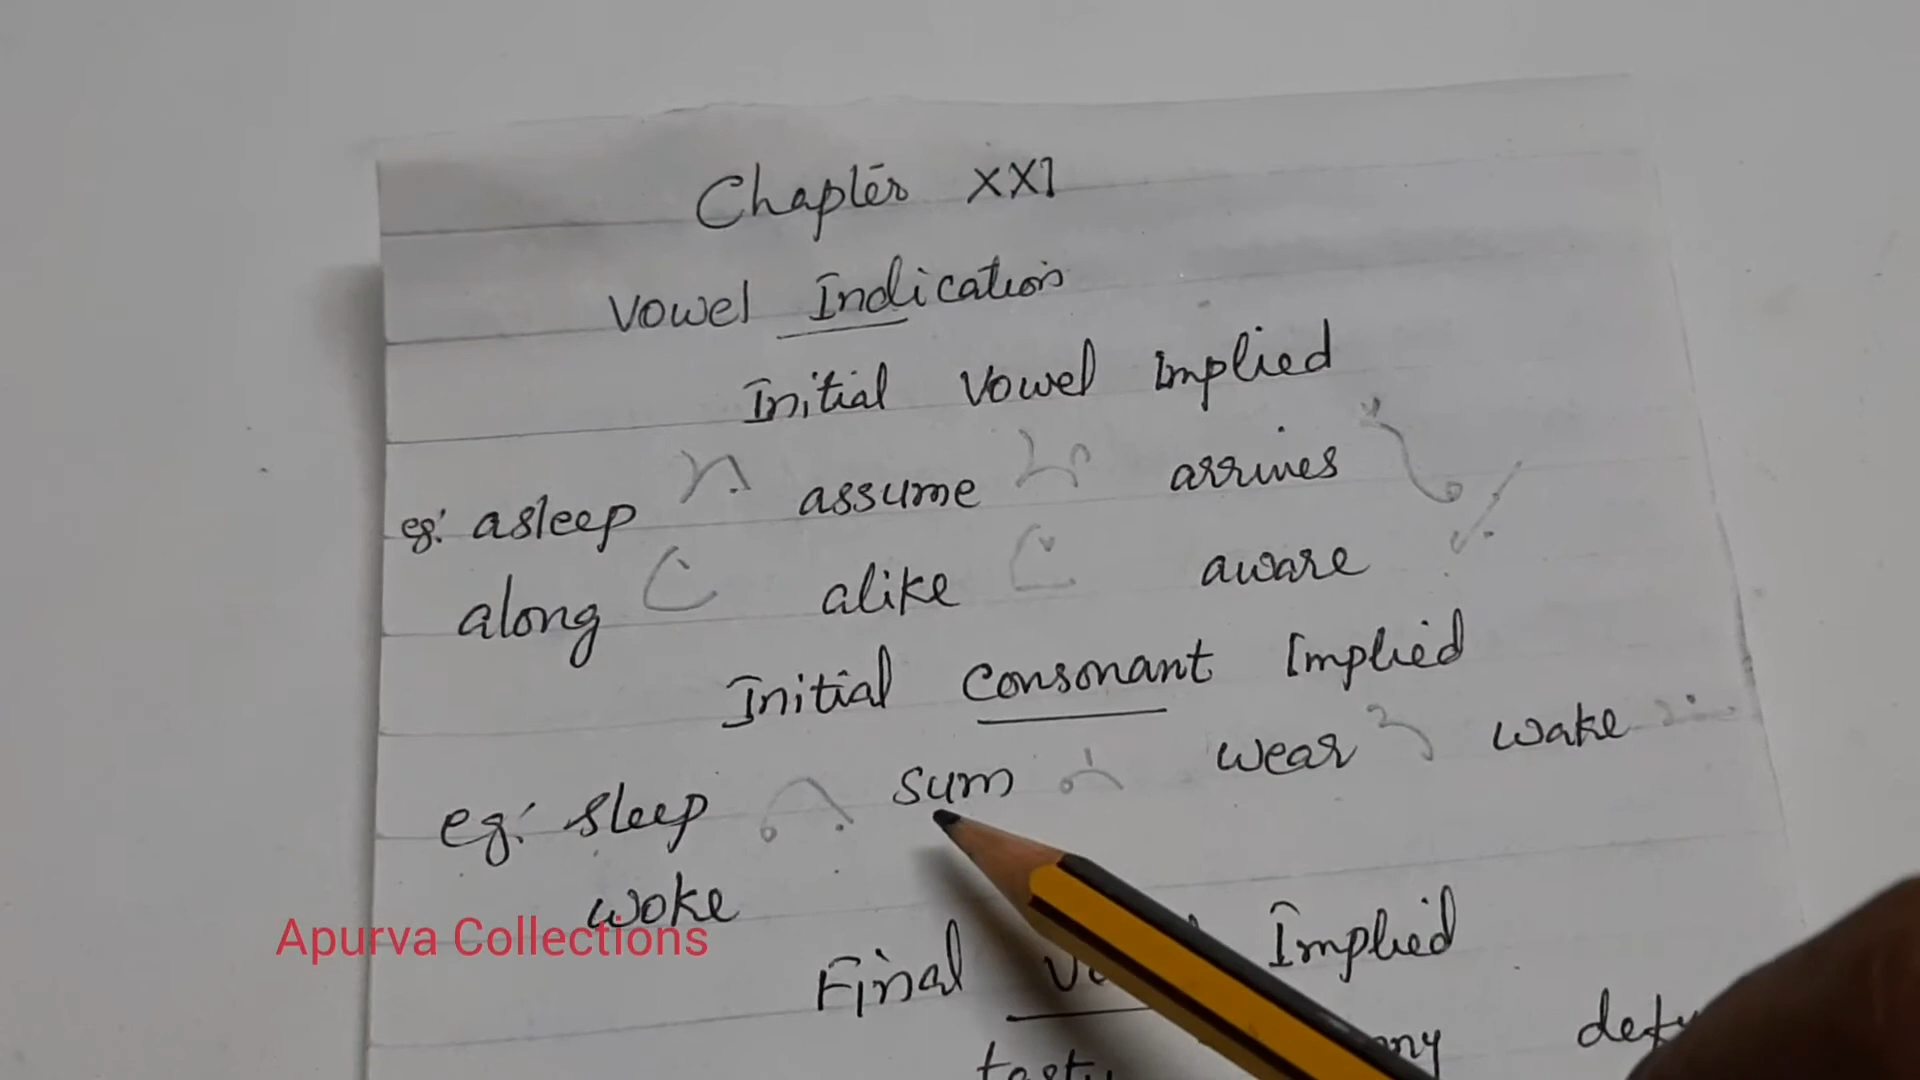 Chapter XXI
Vowel Indication
Initial Vowel Implied
eg: asleep assume arrives
along alike aware
Initial consonant Implied
eg: sleep sum wear wake
woke
Apurva Collections
Final Implied